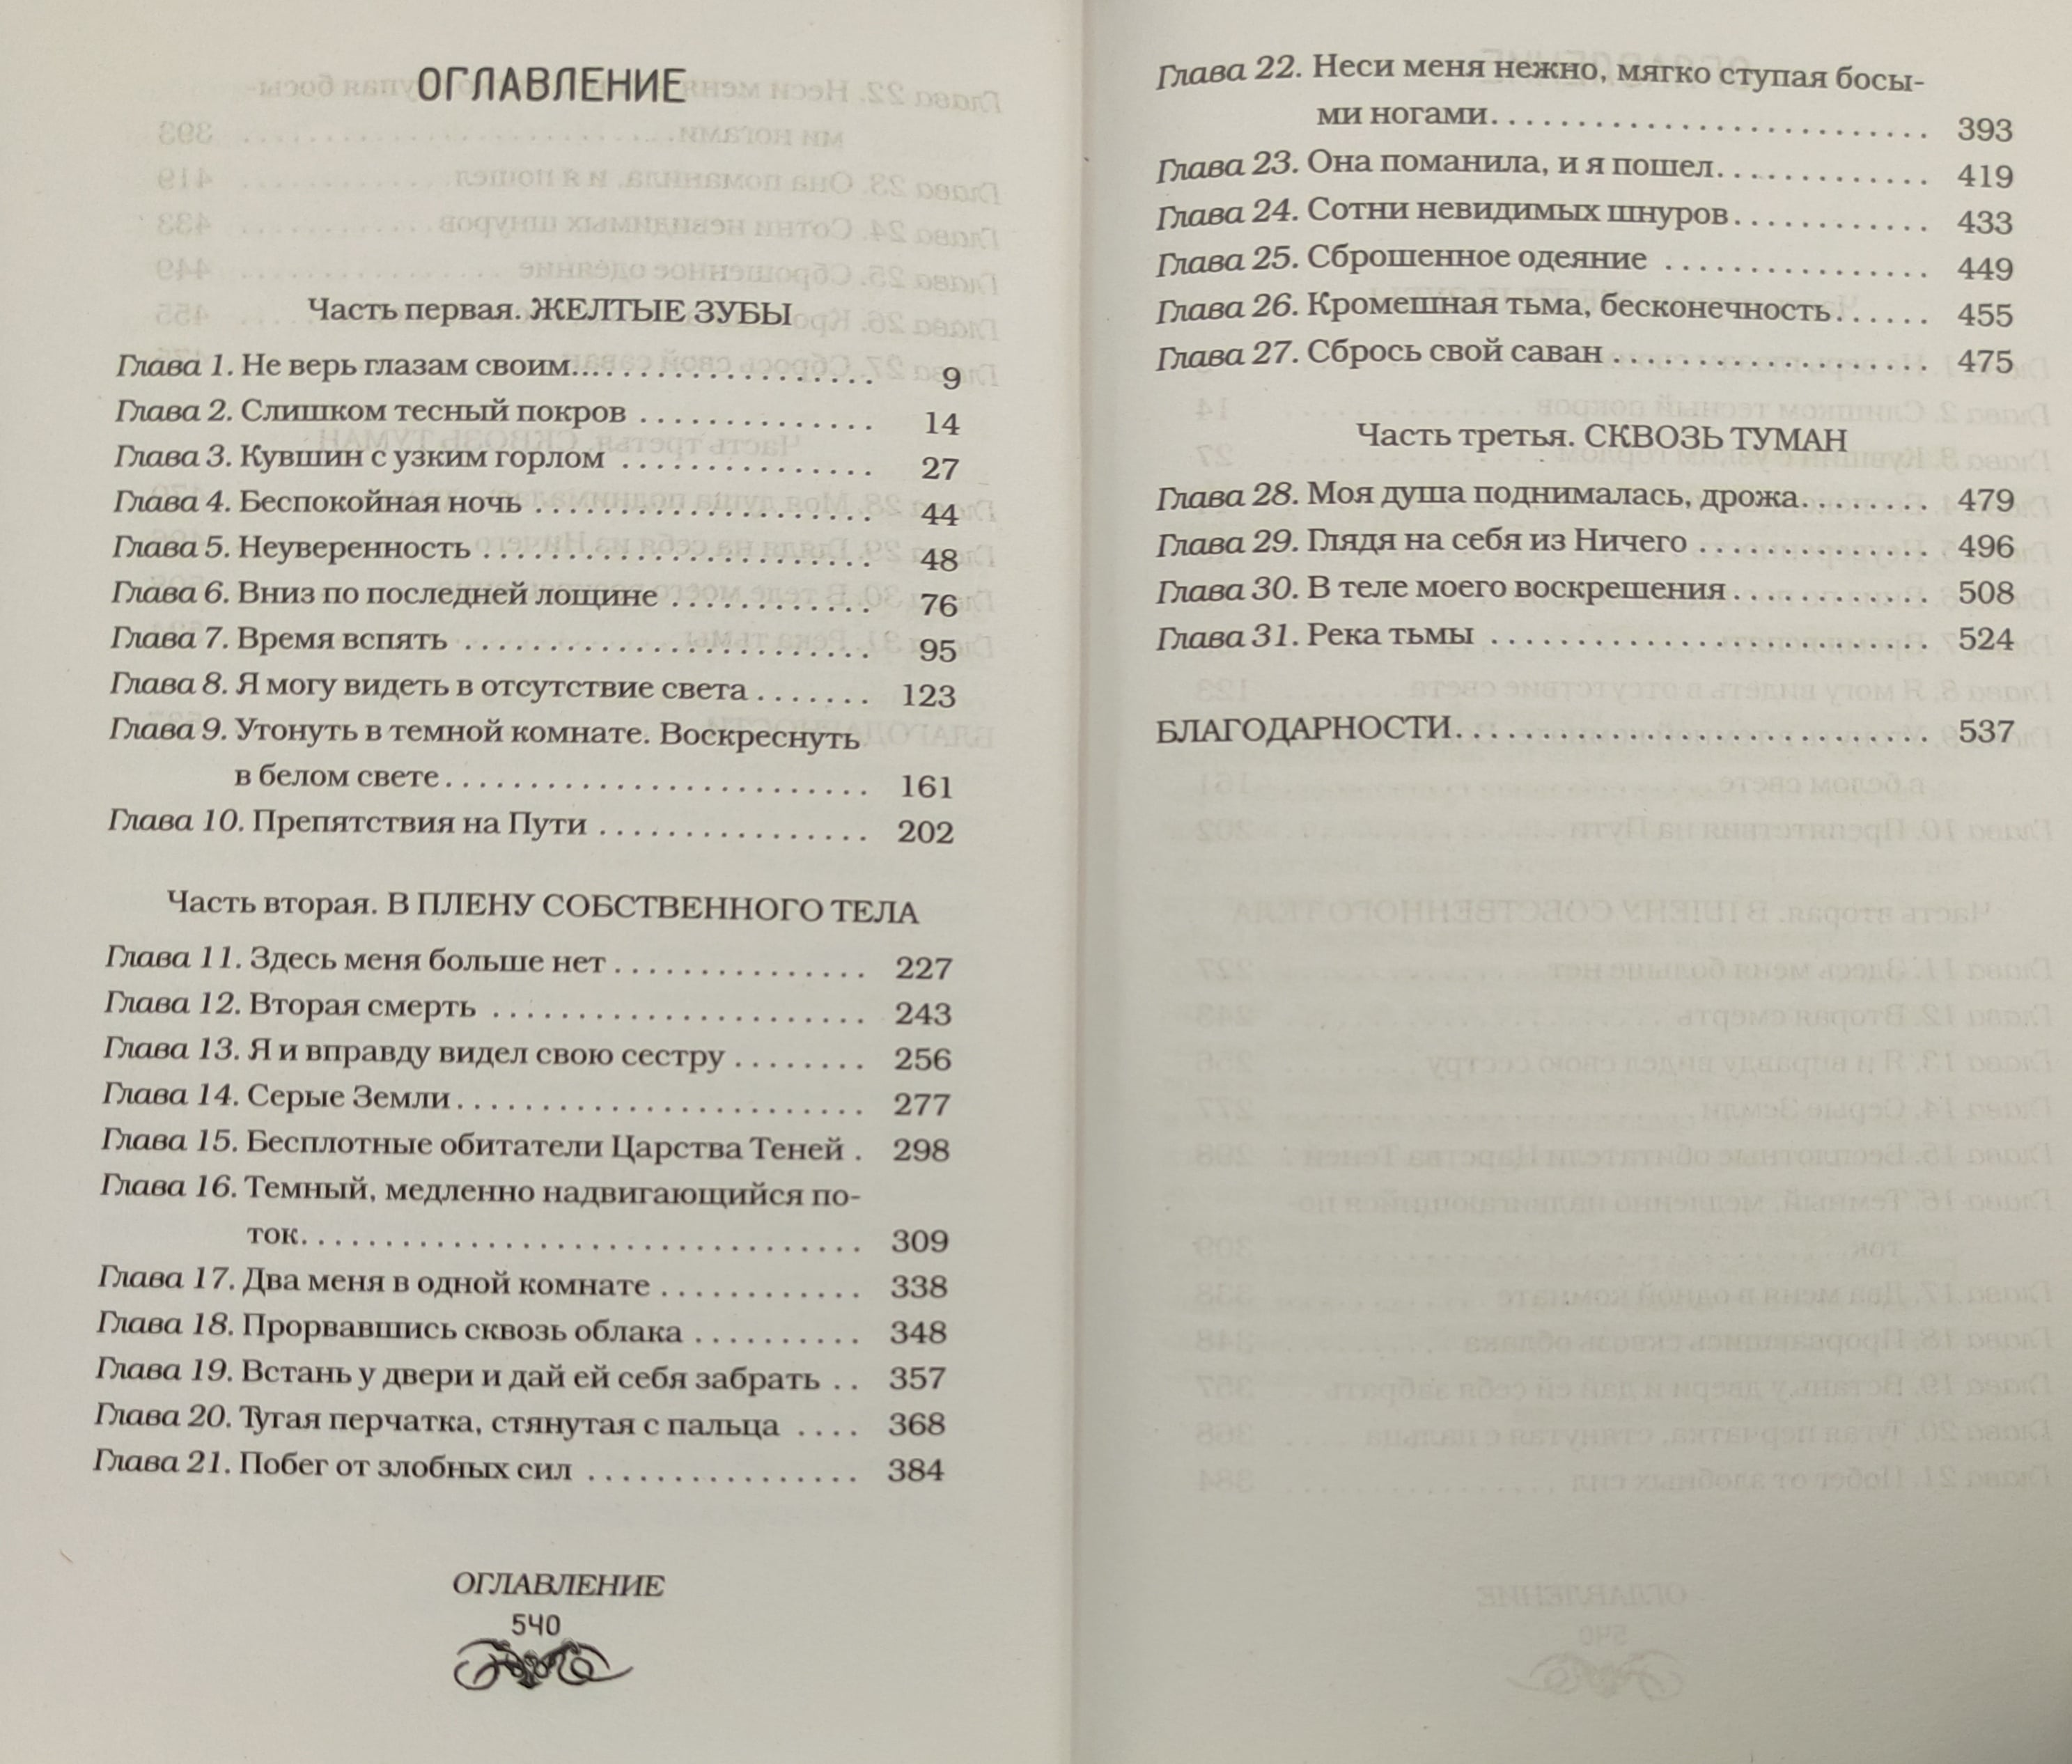 ОГЛАВЛЕНИЕ
Часть первая. ЖЕЛТЫЕ ЗУБЫ
Глава 1. Не верь глазам своим... 9
Глава 2. Слишком тесный покров 14
Глава 3. Кувшин с узким горлом 27
Глава 4. Беспокойная ночь 44
Глава 5. Неуверенность 48
Глава 6. Вниз по последней лощине 76
Глава 7. Время вспять 95
Глава 8. Я могу видеть в отсутствие света 123
Глава 9. Утонуть в темной комнате. Воскреснуть
в белом свете 161
Глава 10. Препятствия на Пути 202
Часть вторая. В ПЛЕНУ СОБСТВЕННОГО ТЕЛА
Глава 11. Здесь меня больше нет 227
Глава 12. Вторая смерть 243
Глава 13. Я и вправду видел свою сестру 256
Глава 14. Серые Земли 277
Глава 15. Бесплотные обитатели Царства Теней 298
Глава 16. Темный, медленно надвигающийся по-
ток 309
Глава 17. Два меня в одной комнате 338
Глава 18. Прорвавшись сквозь облака 348
Глава 19. Встань у двери и дай ей себя забрать 357
Глава 20. Тугая перчатка, стянутая с пальца 368
Глава 21. Побег от злобных сил 384
ОГЛАВЛЕНИЕ
540
Глава 22. Неси меня нежно, мягко ступая босы-
ми ногами 393
Глава 23. Она поманила, и я пошел 419
Глава 24. Сотни невидимых шнуров 433
Глава 25. Сброшенное одеяние 449
Глава 26. Кромешная тьма, бесконечность 455
Глава 27. Сбрось свой саван 475
Часть третья. СКВОЗЬ ТУМАН
Глава 28. Моя душа поднималась, дрожа 479
Глава 29. Глядя на себя из Ничего 496
Глава 30. В теле моего воскрешения 508
Глава 31. Река тьмы 524
БЛАГОДАРНОСТИ 537